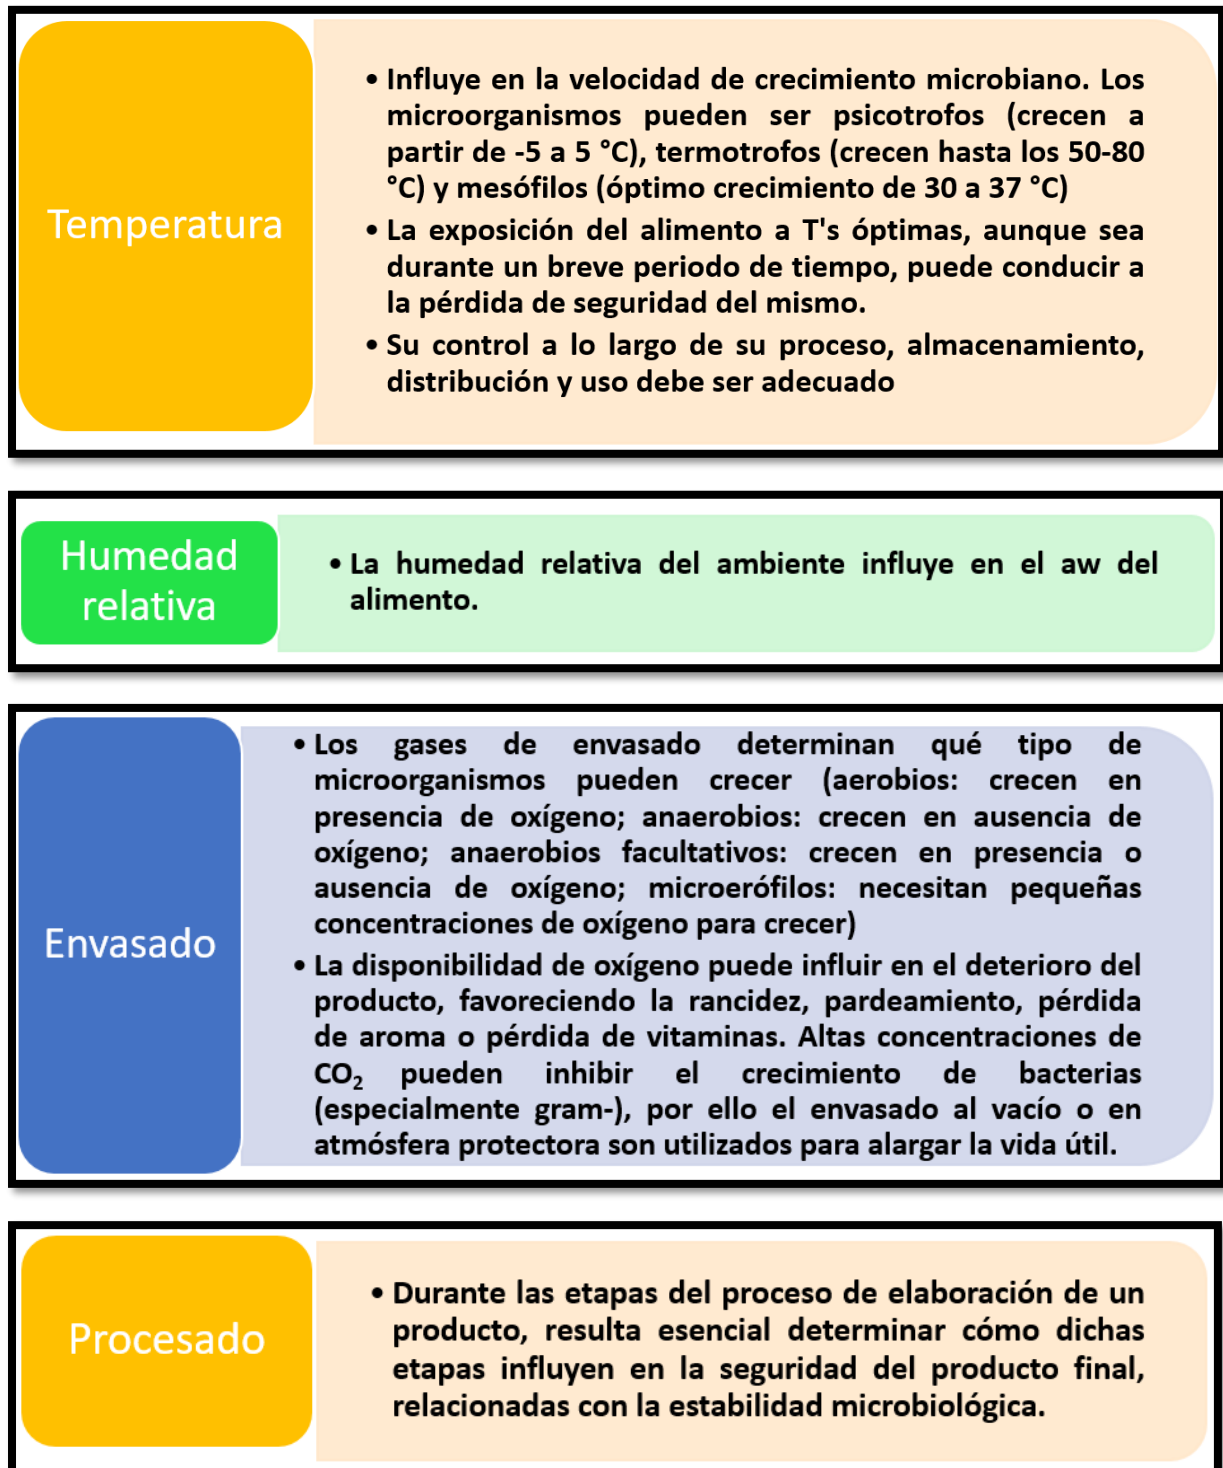 Temperatura
• Influye en la velocidad de crecimiento microbiano. Los
microorganismos pueden ser psicotrofos (crecen a
partir de -5 a 5 °C), termotrofos (crecen hasta los 50-80
°C) y mesófilos (óptimo crecimiento de 30 a 37 °C)
• La exposición del alimento a T's óptimas, aunque sea
durante un breve periodo de tiempo, puede conducir a
la pérdida de seguridad del mismo.
• Su control a lo largo de su proceso, almacenamiento,
distribución y uso debe ser adecuado
Humedad
relativa
• La humedad relativa del ambiente influye en el aw del
alimento.
Envasado
• Los gases de envasado determinan qué tipo de
microorganismos pueden crecer (aerobios: crecen en
presencia de oxígeno; anaerobios: crecen en ausencia de
oxígeno; anaerobios facultativos: crecen en presencia o
ausencia de oxígeno; microerófilos: necesitan pequeñas
concentraciones de oxígeno para crecer)
• La disponibilidad de oxígeno puede influir en el deterioro del
producto, favoreciendo la rancidez, pardeamiento, pérdida
de aroma o pérdida de vitaminas. Altas concentraciones de
CO₂ pueden inhibir el crecimiento de bacterias
(especialmente gram-), por ello el envasado al vacío o en
atmósfera protectora son utilizados para alargar la vida útil.
Procesado
• Durante las etapas del proceso de elaboración de un
producto, resulta esencial determinar cómo dichas
etapas influyen en la seguridad del producto final,
relacionadas con la estabilidad microbiológica.